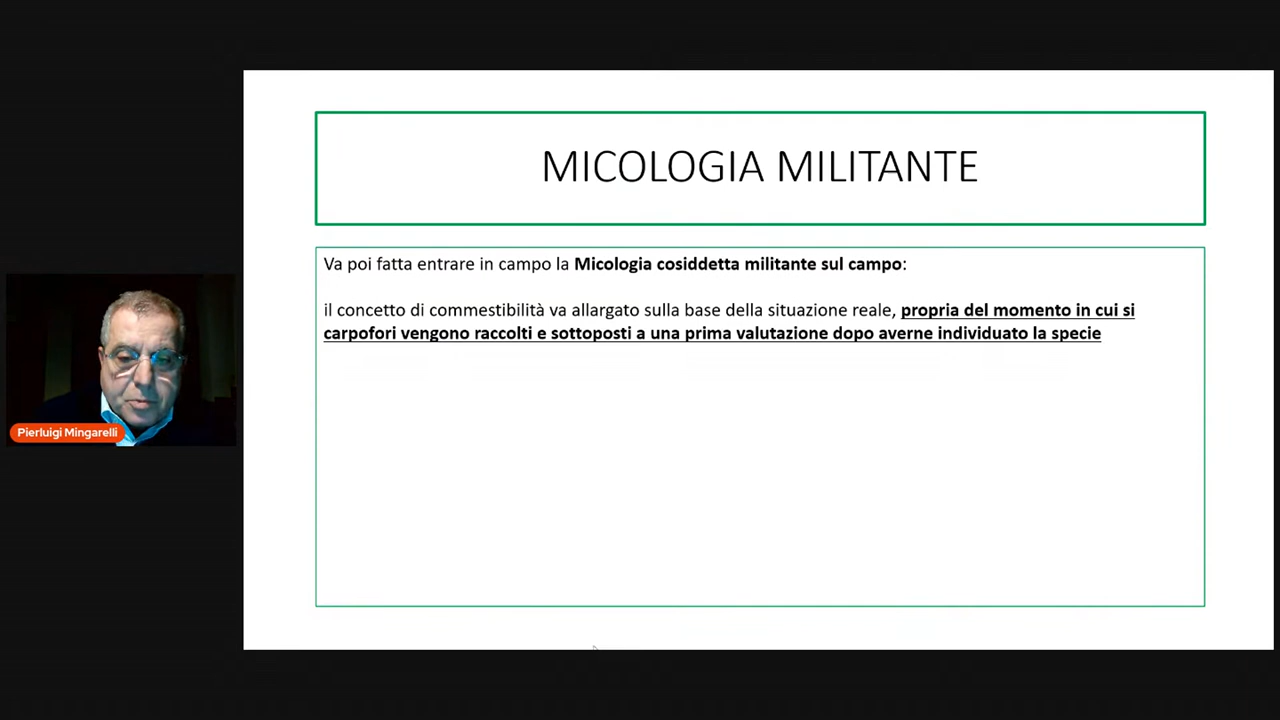 MICOLOGIA MILITANTE
Va poi fatta entrare in campo la Micologia cosiddetta militante sul campo:
il concetto di commestibilità va allargato sulla base della situazione reale, propria del momento in cui si
carpofori vengono raccolti e sottoposti a una prima valutazione dopo averne individuato la specie
Pierluigi Mingarelli